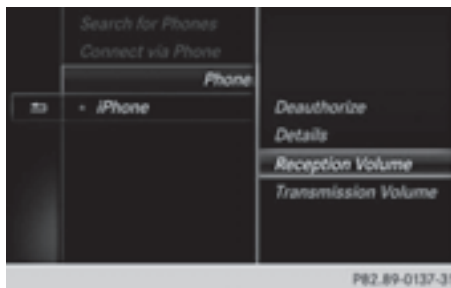 Search for Phones
Connect via Phone
Phone
iPhone
Deauthorize
Details
Reception Volume
Transmission Volume
P82.89-0137-31